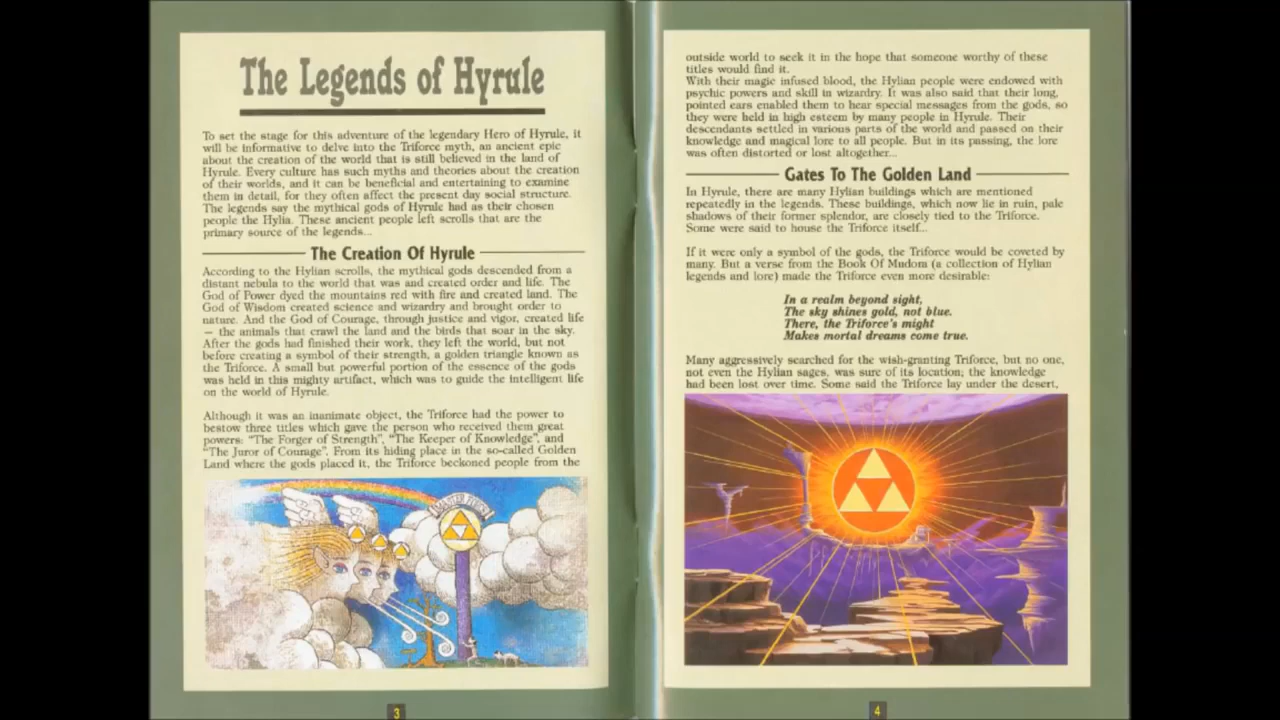 The Legends of Hyrule
To set the stage for this adventure of the legendary Hero of Hyrule, it
will be informative to delve into the Triforce myth, an ancient epic
about the creation of the world that is still believed in the land of
Hyrule. Every culture has such myths and theories about the creation
of their worlds, and it can be beneficial and entertaining to examine
them in detail, for they often affect the present day social structure.
The legends say the mythical gods of Hyrule had as their chosen
people the Hylia. These ancient people left scrolls that are the
primary source of the legends...
The Creation Of Hyrule
According to the Hylian scrolls, the mythical gods descended from a
distant nebula to the world that was and created order and life. The
God of Power dyed the mountains red with fire and created land. The
God of Wisdom created science and wizardry and brought order to
nature. And the God of Courage, through justice and vigor, created life
— the animals that crawl the land and the birds that soar in the sky.
After the gods had finished their work, they left the world, but not
before creating a symbol of their strength, a golden triangle known as
the Triforce. A small but powerful portion of the essence of the gods
was held in this mighty artifact, which was to guide the intelligent life
on the world of Hyrule.
Although it was an inanimate object, the Triforce had the power to
bestow three titles which gave the person who received them great
powers: "The Forger of Strength", "The Keeper of Knowledge", and
"The Juror of Courage". From its hiding place in the so-called Golden
Land where the gods placed it, the Triforce beckoned people from the
3
outside world to seek it in the hope that someone worthy of these
titles would find it.
With their magic infused blood, the Hylian people were endowed with
psychic powers and skill in wizardry. It was also said that their long,
pointed ears enabled them to hear special messages from the gods, so
they were held in high esteem by many people in Hyrule. Their
descendants settled in various parts of the world and passed on their
knowledge and magical lore to all people. But in its passing, the lore
was often distorted or lost altogether...
Gates To The Golden Land
In Hyrule, there are many Hylian buildings which are mentioned
repeatedly in the legends. These buildings, which now lie in ruin, pale
shadows of their former splendor, are closely tied to the Triforce.
Some were said to house the Triforce itself...
If it were only a symbol of the gods, the Triforce would be coveted by
many. But a verse from the Book Of Mudora (a collection of Hylian
legends and lore) made the Triforce even more desirable:
In a realm beyond sight,
The sky shines gold, not blue.
There, the Triforce's might
Makes mortal dreams come true.
Many aggressively searched for the wish-granting Triforce, but no one,
not even the Hylian sages, was sure of its location; the knowledge
had been lost over time. Some said the Triforce lay under the desert,
4